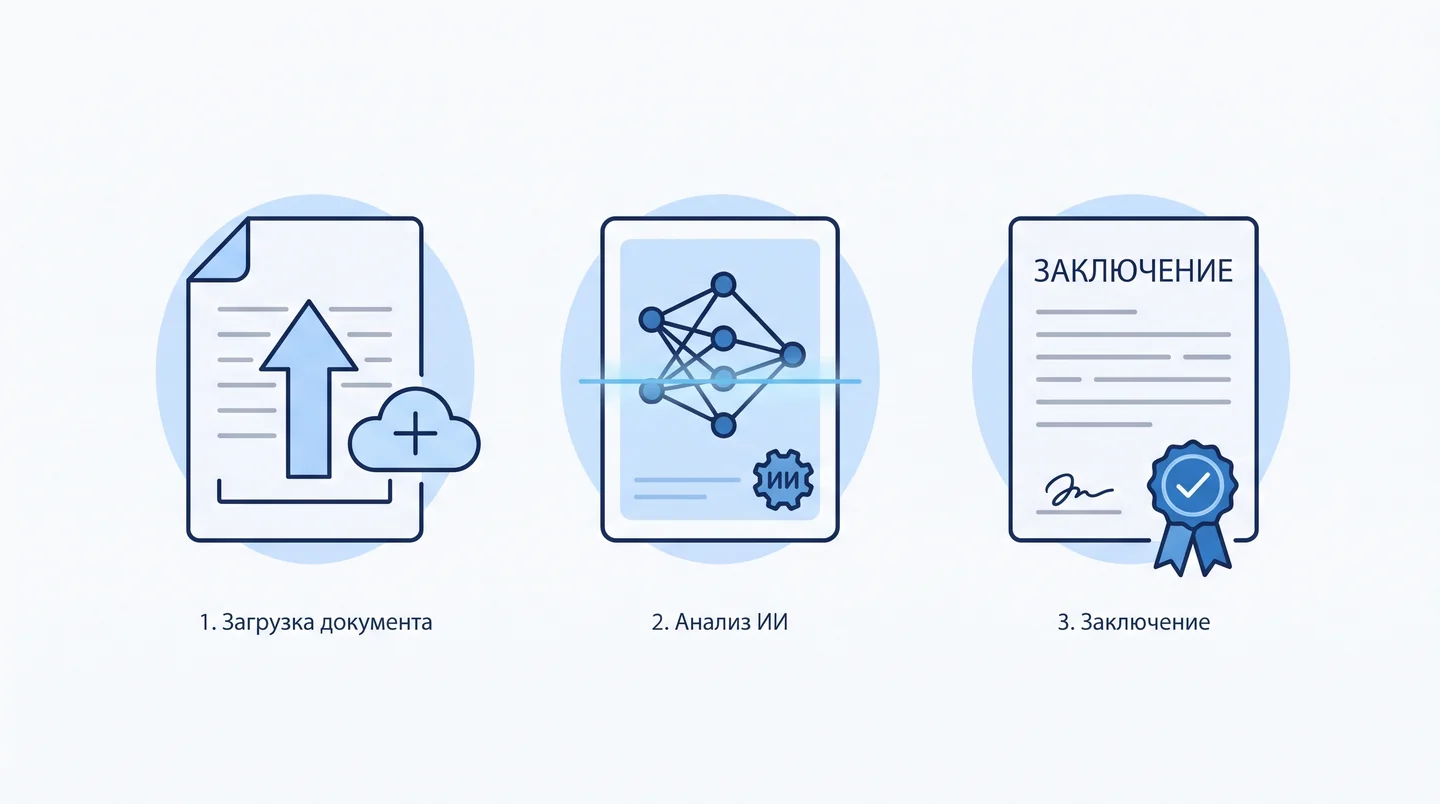 ИИ
ЗАКЛЮЧЕНИЕ
1. Загрузка документа
2. Анализ ИИ
3. Заключение